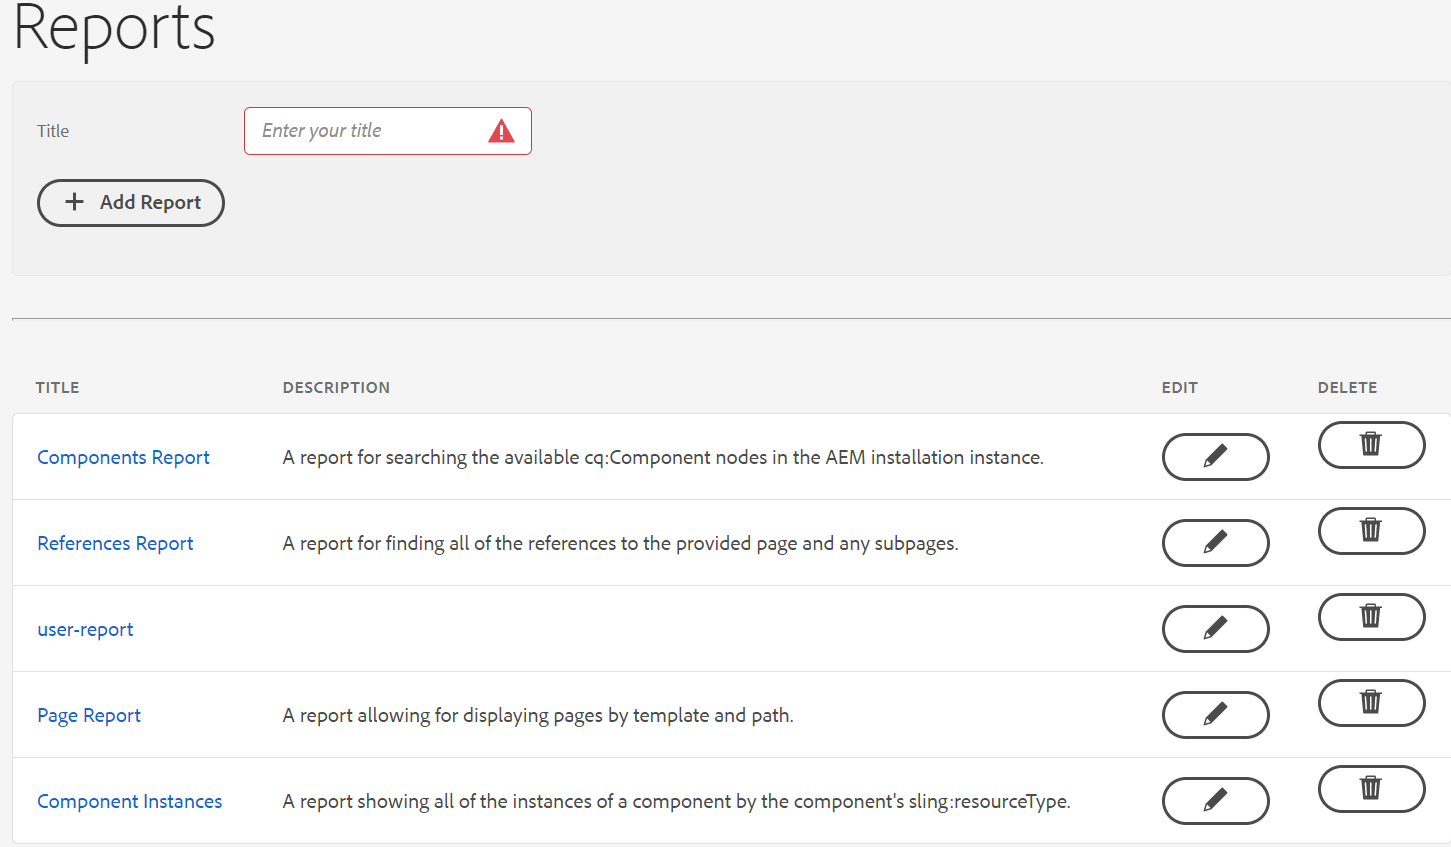 Reports
Title
Enter your title
Add Report
TITLE DESCRIPTION EDIT DELETE
Components Report A report for searching the available cq:Component nodes in the AEM installation instance.
References Report A report for finding all of the references to the provided page and any subpages.
user-report
Page Report A report allowing for displaying pages by template and path.
Component Instances A report showing all of the instances of a component by the component's sling:resourceType.